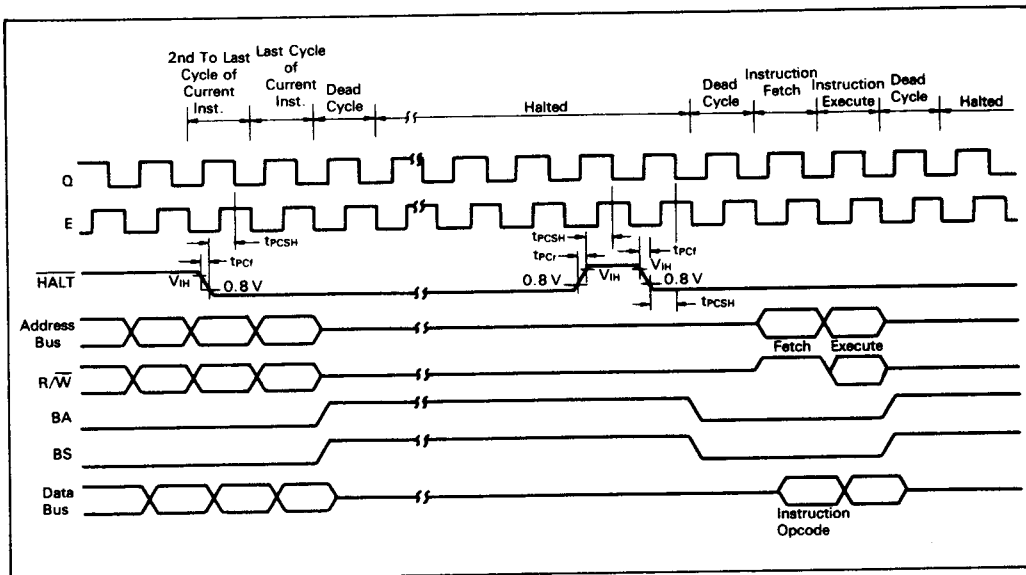 2nd To Last
Cycle of
Current
Inst.
Last Cycle
of
Current
Inst.
Dead
Cycle
Halted
Dead
Cycle
Instruction
Fetch
Instruction
Execute
Dead
Cycle
Halted
Q
E
tPCSH
tPCf
tPCSH
tPCr
tPCf
HALT
VIH
0.8 V
0.8 V
VIH
VIH
0.8 V
tPCSH
Address
Bus
Fetch
Execute
R/W
BA
BS
Data
Bus
Instruction
Opcode